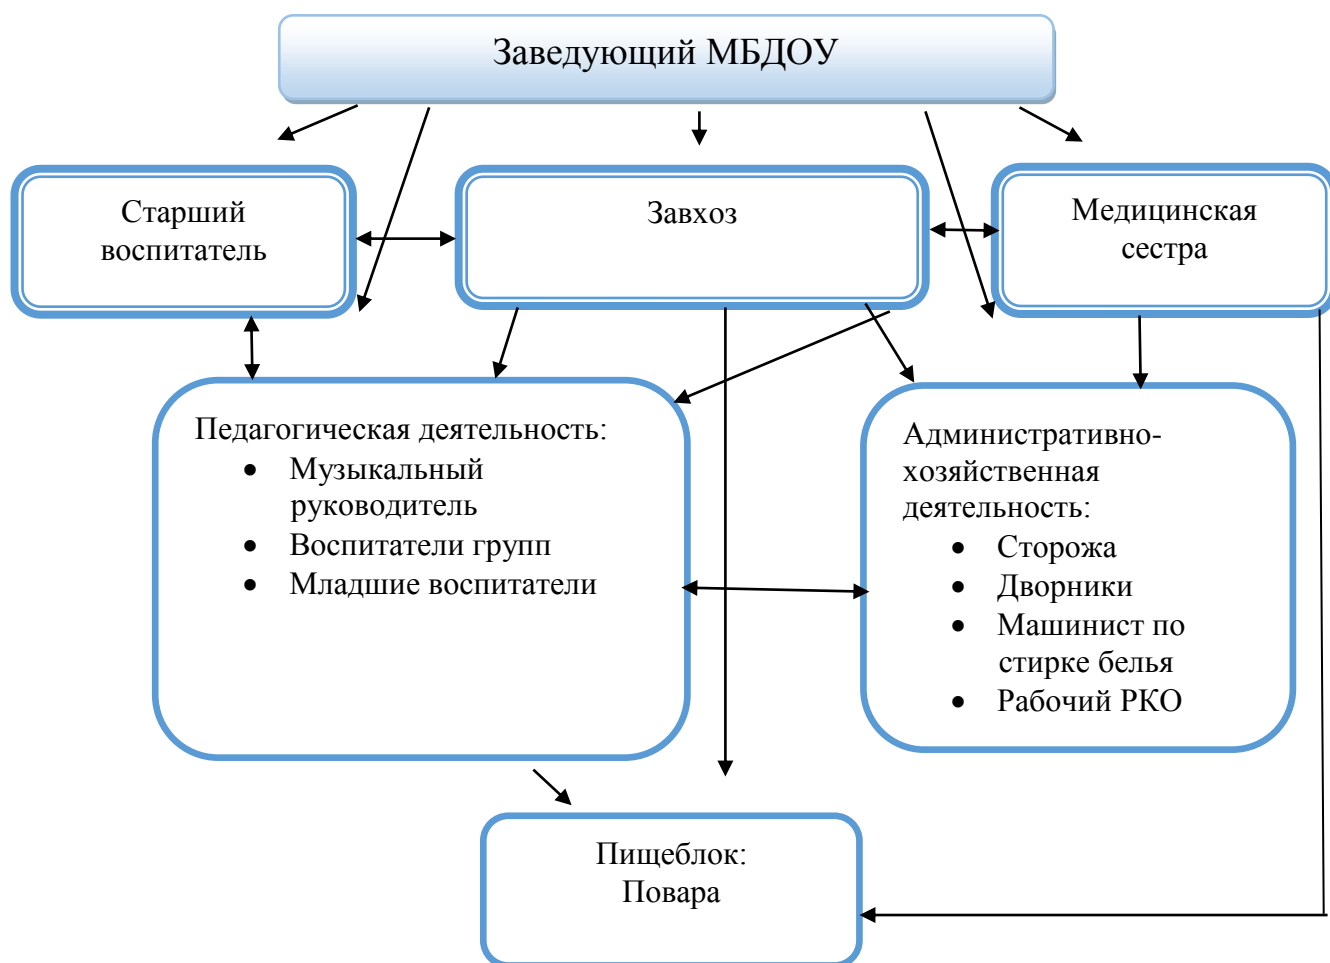 Заведующий МБДОУ
Старший
воспитатель
Завхоз
Медицинская
сестра
Педагогическая деятельность:
• Музыкальный
руководитель
• Воспитатели групп
• Младшие воспитатели
Административно-
хозяйственная
деятельность:
• Сторожа
• Дворники
• Машинист по
стирке белья
• Рабочий РКО
Пищеблок:
Повара